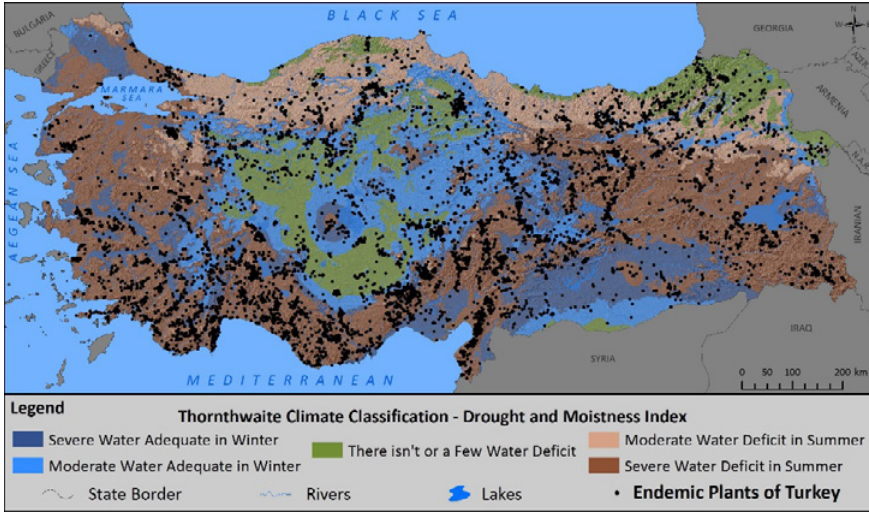 BLACK SEA
BULGARIA
GREECE
MARMARA
SEA
AEGEAN SEA
GEORGIA
N
W
E
S
AZER.
ARMENIA
N.A.R.
IRANIAN
IRAQ
SYRIA
MEDITERRANEAN
0 50 100 200 km
Legend
Thornthwaite Climate Classification - Drought and Moistness Index
Severe Water Adequate in Winter
Moderate Water Adequate in Winter
There isn't or a Few Water Deficit
Moderate Water Deficit in Summer
Severe Water Deficit in Summer
State Border
Rivers
Lakes
Endemic Plants of Turkey